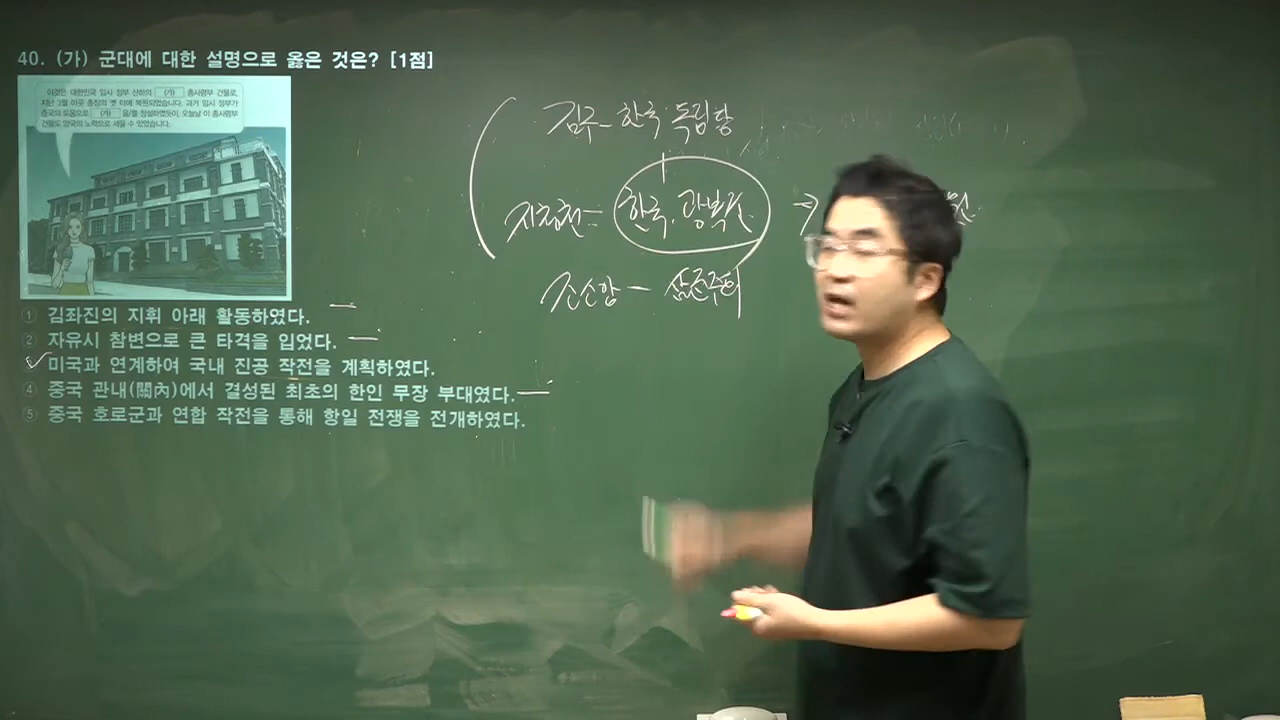 40. (가) 군대에 대한 설명으로 옳은 것은? [1점]
이것은 대한민국 임시 정부 산하의 (가) 총사령부 건물로,
지난 3월 이곳 충칭의 옛 터에 복원되었습니다. 과거 임시 정부가
중국의 도움으로 (가) 을/를 창설하였듯이, 오늘날 이 총사령부
건물도 양국의 노력으로 세울 수 있었습니다.
① 김좌진의 지휘 아래 활동하였다.
② 자유시 참변으로 큰 타격을 입었다.
미국과 연계하여 국내 진공 작전을 계획하였다.
④ 중국 관내(關內)에서 결성된 최초의 한인 무장 부대였다.
⑤ 중국 호로군과 연합 작전을 통해 항일 전쟁을 전개하였다.
김구 - 한국 독립당
지청천 = 한국 광복군 →
조소앙 - 삼균주의